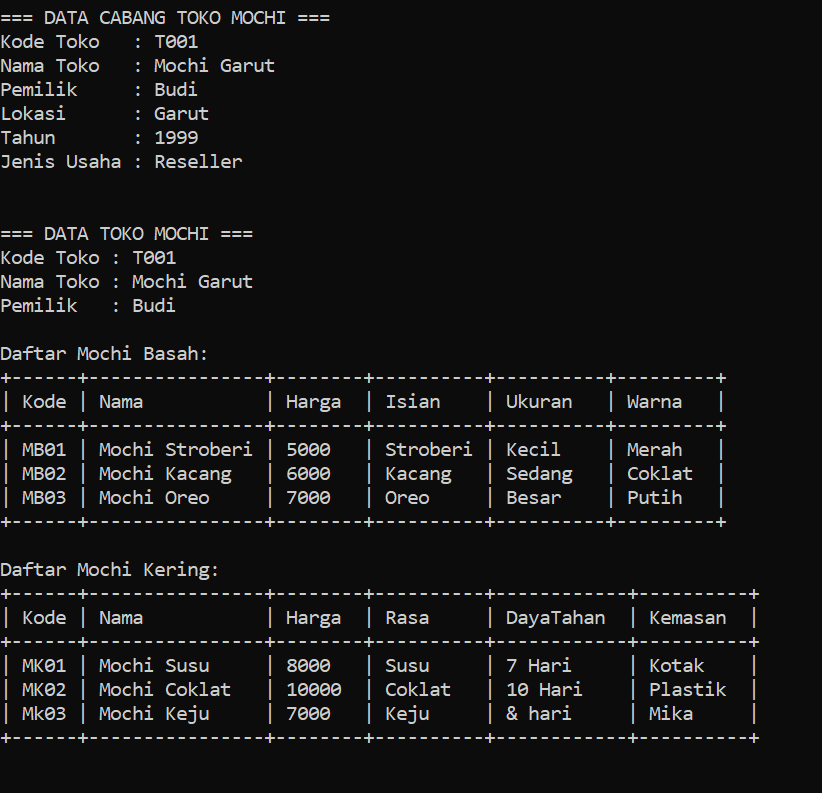 === DATA CABANG TOKO MOCHI ===
Kode Toko   : T001
Nama Toko   : Mochi Garut
Pemilik     : Budi
Lokasi      : Garut
Tahun       : 1999
Jenis Usaha : Reseller
=== DATA TOKO MOCHI ===
Kode Toko : T001
Nama Toko : Mochi Garut
Pemilik   : Budi
Daftar Mochi Basah:
+------+----------------+--------+----------+----------+---------+
| Kode | Nama           | Harga  | Isian    | Ukuran   | Warna   |
+------+----------------+--------+----------+----------+---------+
| MB01 | Mochi Stroberi | 5000   | Stroberi | Kecil    | Merah   |
| MB02 | Mochi Kacang   | 6000   | Kacang   | Sedang   | Coklat  |
| MB03 | Mochi Oreo     | 7000   | Oreo     | Besar    | Putih   |
+------+----------------+--------+----------+----------+---------+
Daftar Mochi Kering:
+------+----------------+--------+----------+------------+----------+
| Kode | Nama           | Harga  | Rasa     | DayaTahan  | Kemasan  |
+------+----------------+--------+----------+------------+----------+
| MK01 | Mochi Susu     | 8000   | Susu     | 7 Hari     | Kotak    |
| MK02 | Mochi Coklat   | 10000  | Coklat   | 10 Hari    | Plastik  |
| Mk03 | Mochi Keju     | 7000   | Keju     | & hari     | Mika     |
+------+----------------+--------+----------+------------+----------+